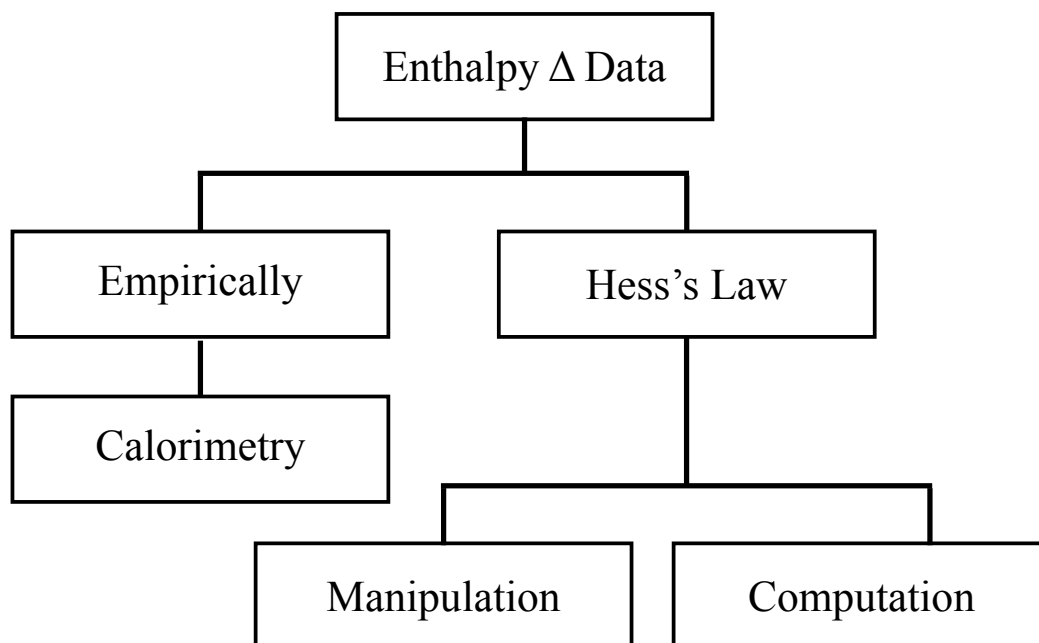 Enthalpy Δ Data
Empirically
Hess’s Law
Calorimetry
Manipulation
Computation